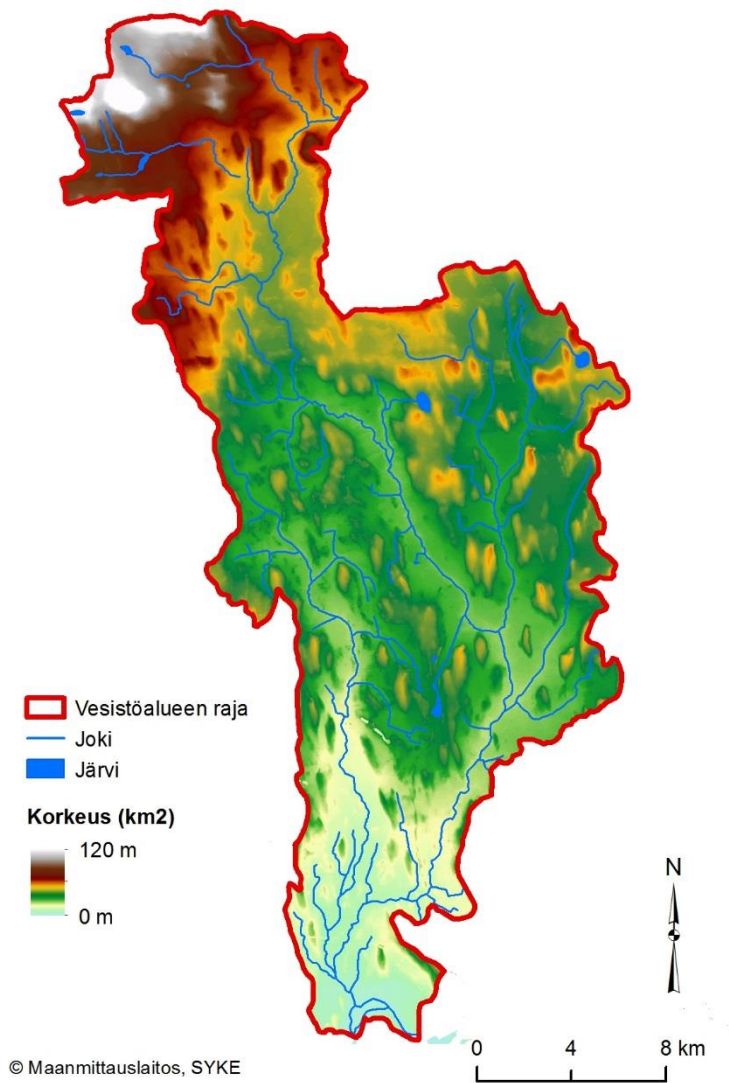 Vesistöalueen raja
Joki
Järvi
Korkeus (km2)
120 m
0 m
N
0 4 8 km
© Maanmittauslaitos, SYKE